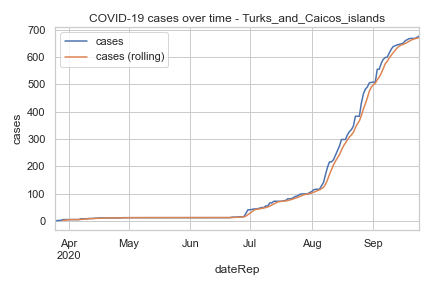 COVID-19 cases over time - Turks_and_Caicos_islands
700
600
500
400
300
200
100
0
cases
cases (rolling)
cases
Apr May Jun Jul Aug Sep
2020
dateRep